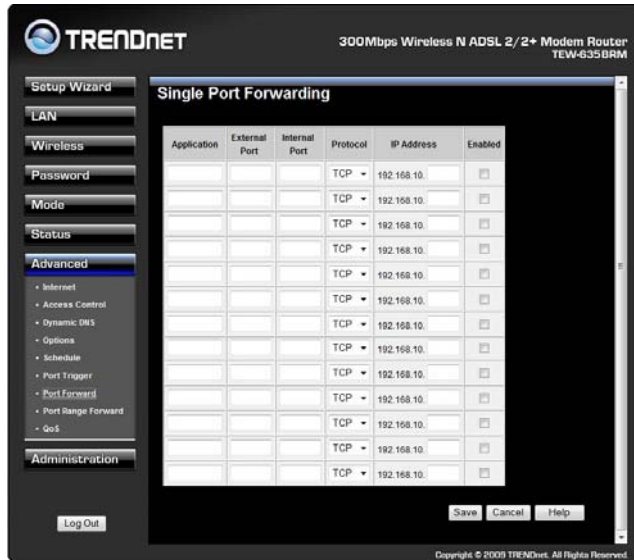 TRENDNET
300Mbps Wireless N ADSL 2/2+ Modem Router
TEW-635BRM
Setup Wizard
LAN
Wireless
Password
Mode
Status
Advanced
• Internet
• Access Control
• Dynamic DNS
• Options
• Schedule
• Port Trigger
• Port Forward
• Port Range Forward
• QoS
Administration
Log Out
Single Port Forwarding
Application External Port Internal Port Protocol IP Address Enabled
TCP 192.168.10.
TCP 192.168.10.
TCP 192.168.10.
TCP 192.168.10.
TCP 192.168.10.
TCP 192.168.10.
TCP 192.168.10.
TCP 192.168.10.
TCP 192.168.10.
TCP 192.168.10.
TCP 192.168.10.
TCP 192.168.10.
TCP 192.168.10.
Save Cancel Help
Copyright © 2009 TRENDnet. All Rights Reserved.